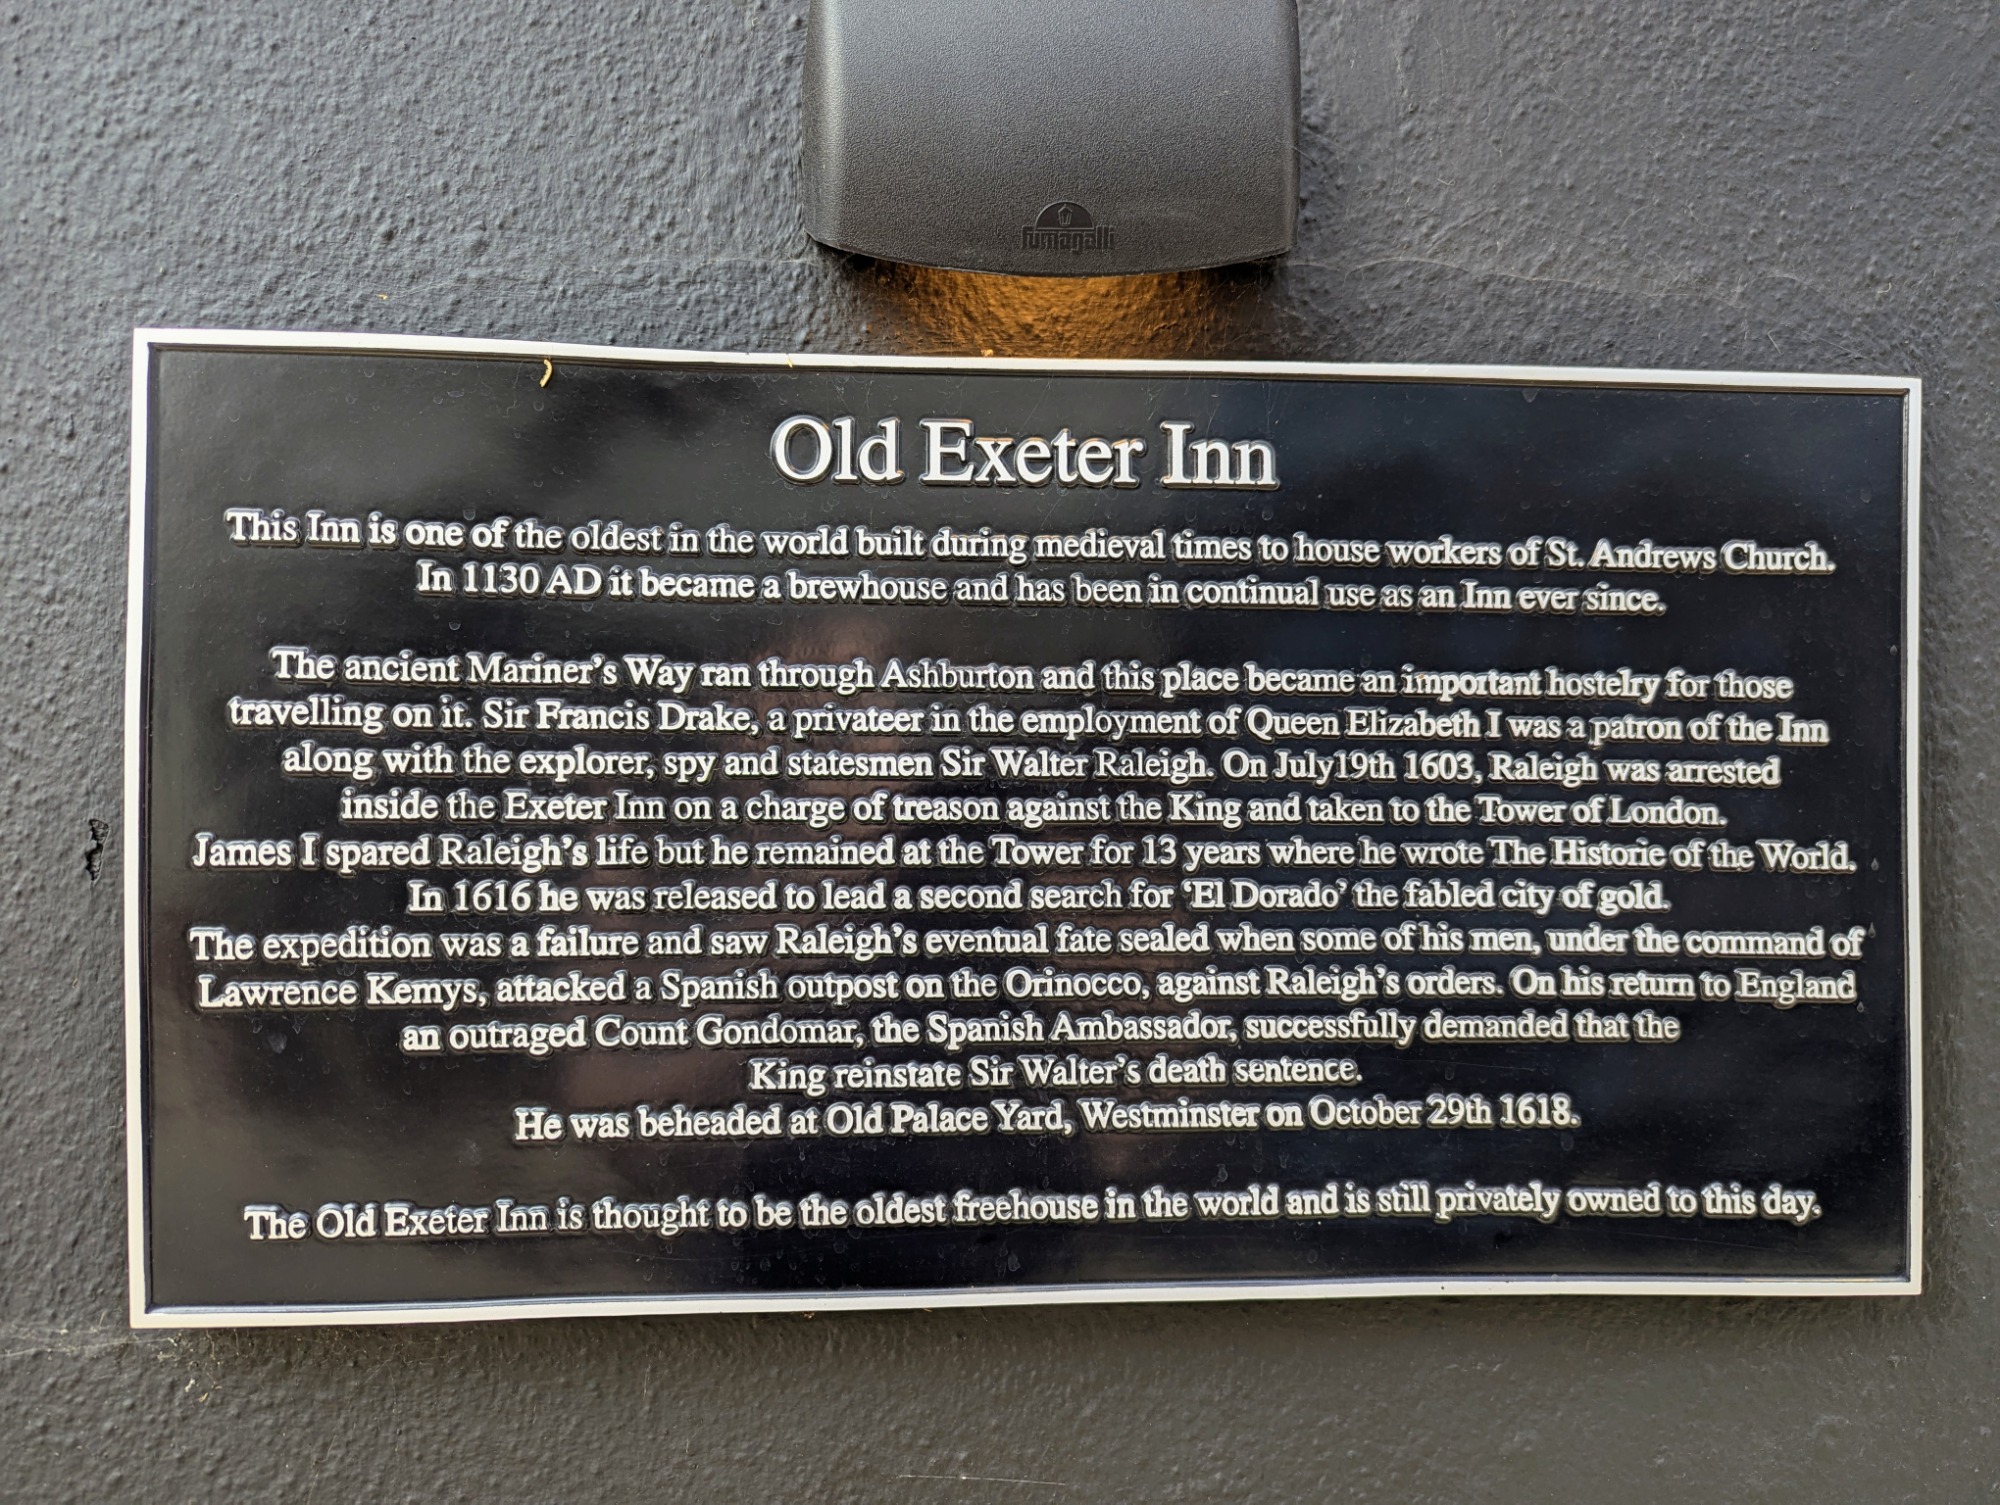 fumagalli
Old Exeter Inn
This Inn is one of the oldest in the world built during medieval times to house workers of St. Andrews Church.
In 1130 AD it became a brewhouse and has been in continual use as an Inn ever since.
The ancient Mariner's Way ran through Ashburton and this place became an important hostelry for those
travelling on it. Sir Francis Drake, a privateer in the employment of Queen Elizabeth I was a patron of the Inn
along with the explorer, spy and statesmen Sir Walter Raleigh. On July19th 1603, Raleigh was arrested
inside the Exeter Inn on a charge of treason against the King and taken to the Tower of London.
James I spared Raleigh's life but he remained at the Tower for 13 years where he wrote The Historie of the World.
In 1616 he was released to lead a second search for 'El Dorado' the fabled city of gold.
The expedition was a failure and saw Raleigh's eventual fate sealed when some of his men, under the command of
Lawrence Kemys, attacked a Spanish outpost on the Orinocco, against Raleigh's orders. On his return to England
an outraged Count Gondomar, the Spanish Ambassador, successfully demanded that the
King reinstate Sir Walter's death sentence.
He was beheaded at Old Palace Yard, Westminster on October 29th 1618.
The Old Exeter Inn is thought to be the oldest freehouse in the world and is still privately owned to this day.